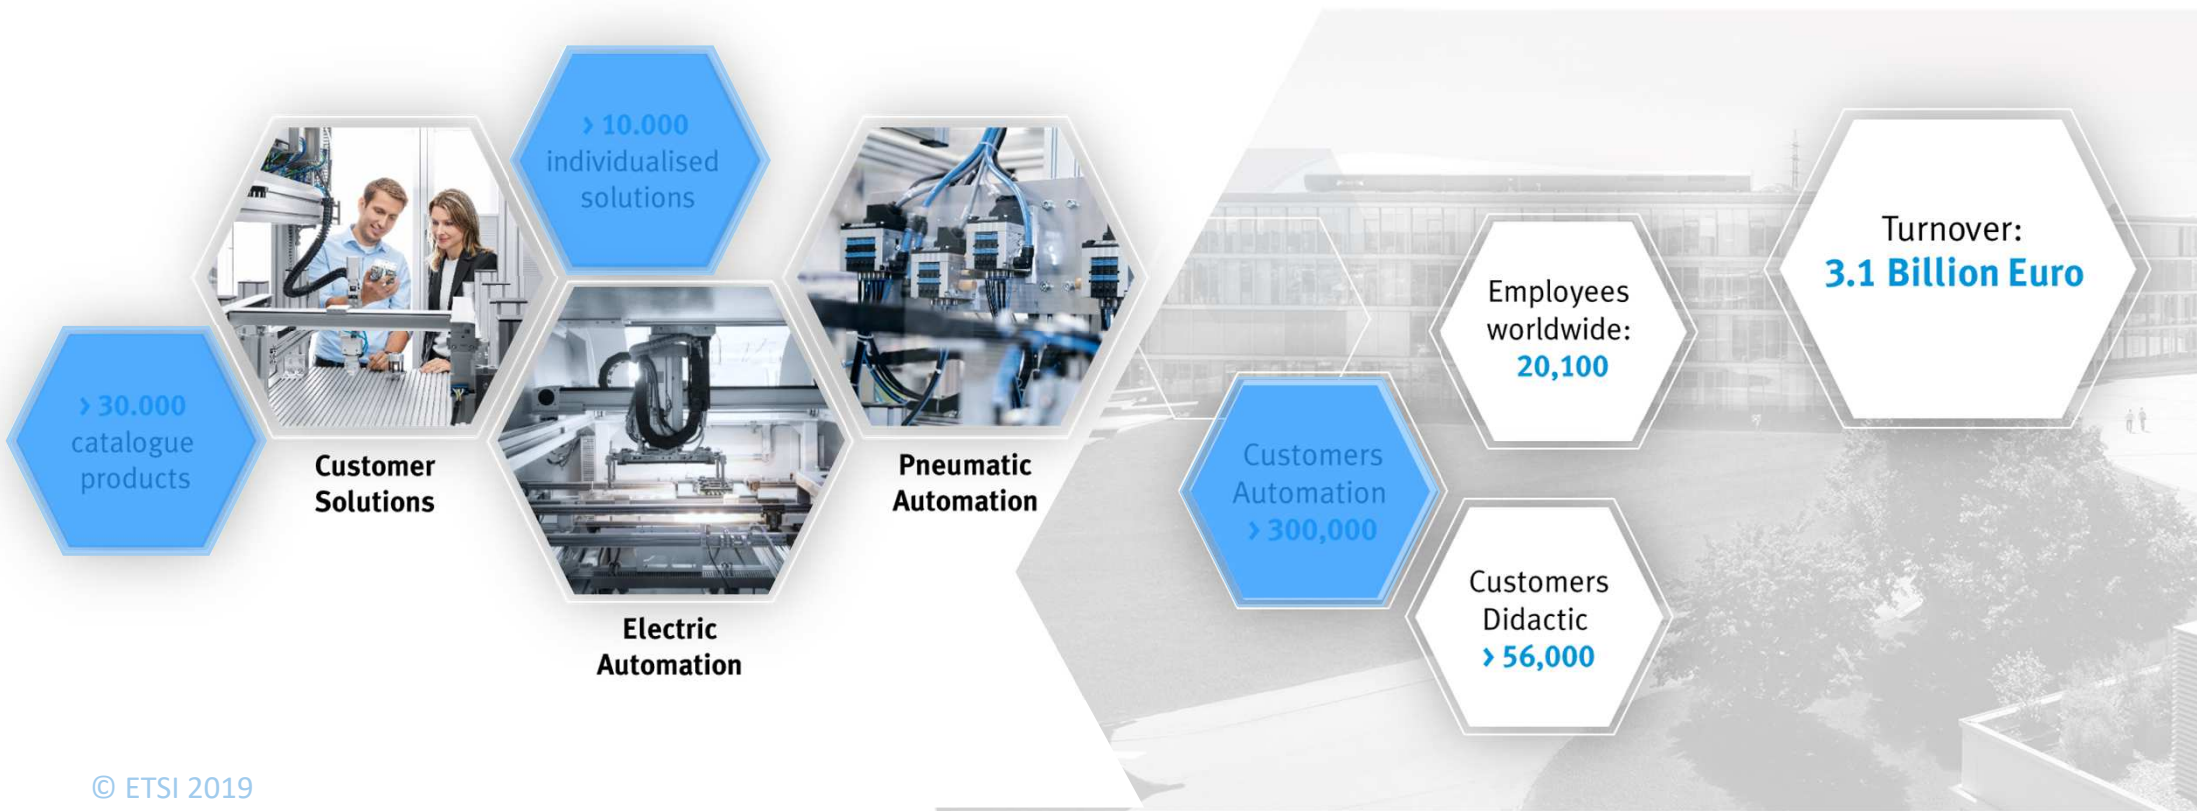 > 10.000
individualised
solutions
> 30.000
catalogue
products
Customer
Solutions
Electric
Automation
Pneumatic
Automation
Turnover:
3.1 Billion Euro
Employees
worldwide:
20,100
Customers
Automation
> 300,000
Customers
Didactic
> 56,000
© ETSI 2019